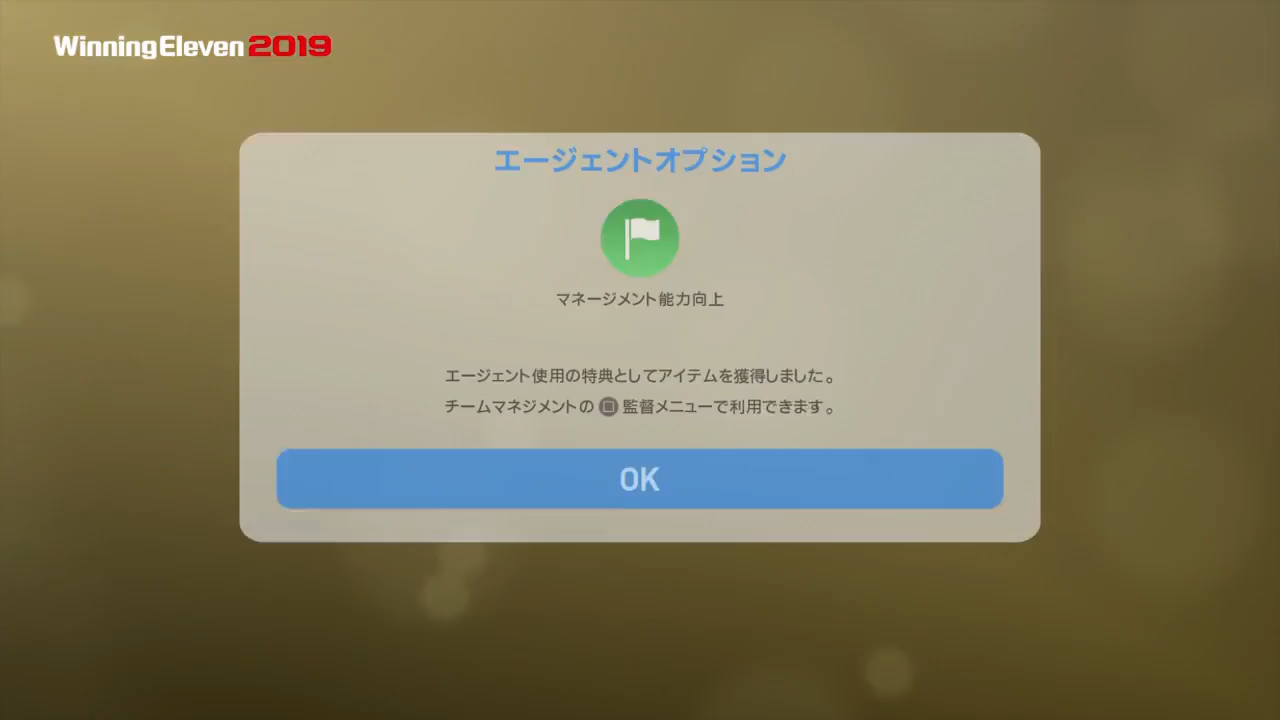 WinningEleven 2019
エージェントオプション
マネージメント能力向上
エージェント使用の特典としてアイテムを獲得しました。
チームマネジメントの 監督メニューで利用できます。
OK